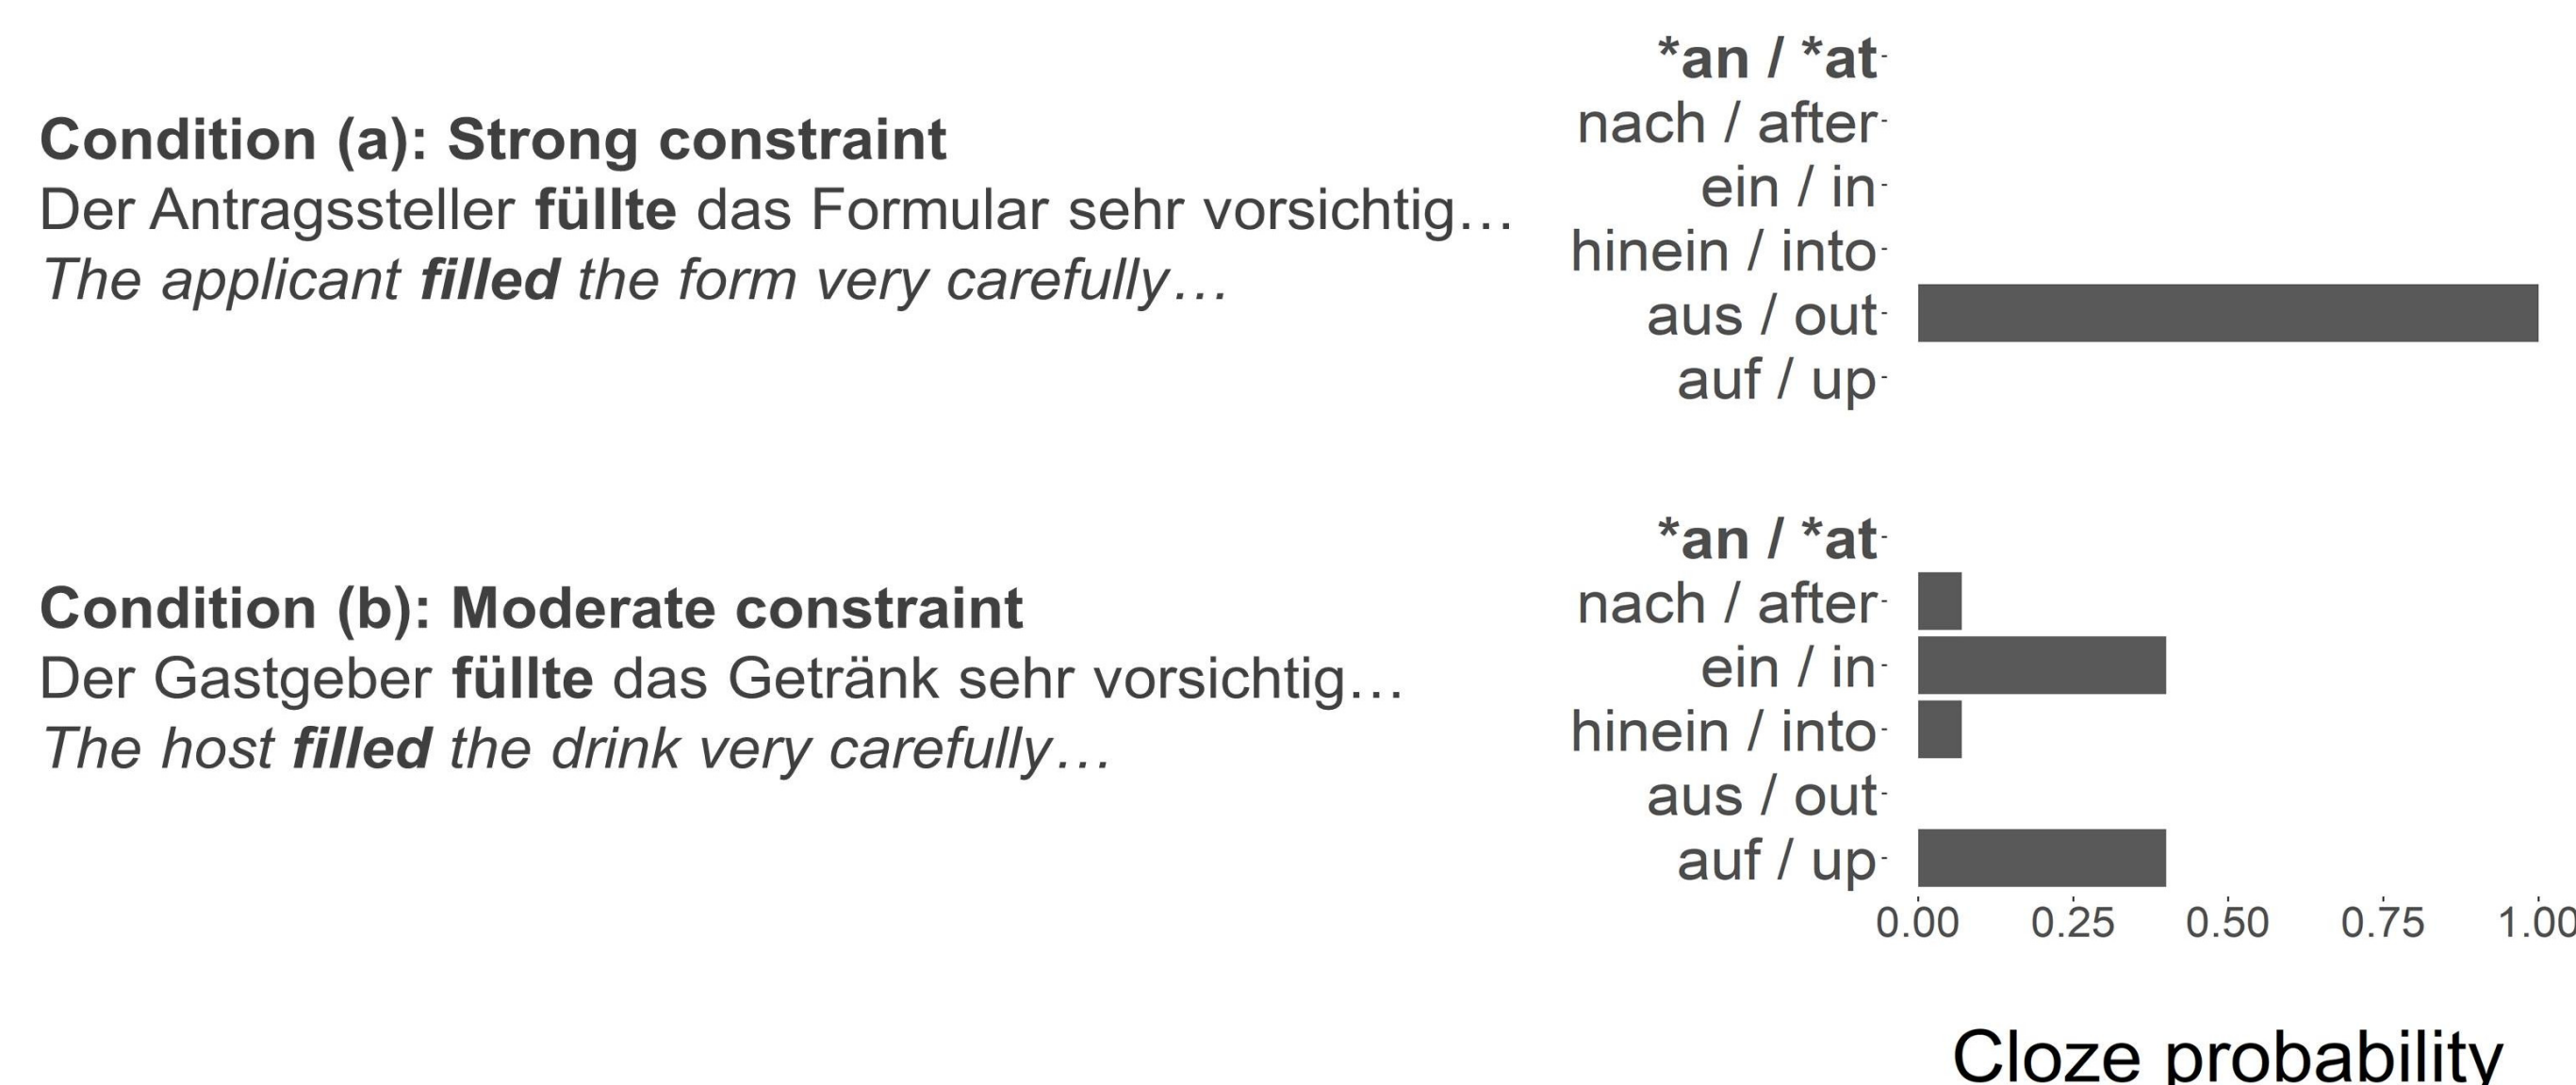 *an / *at
nach / after
ein / in
hinein / into
aus / out
auf / up
Condition (a): Strong constraint
Der Antragssteller füllte das Formular sehr vorsichtig…
The applicant filled the form very carefully…
*an / *at
nach / after
ein / in
hinein / into
aus / out
auf / up
Condition (b): Moderate constraint
Der Gastgeber füllte das Getränk sehr vorsichtig…
The host filled the drink very carefully…
0.00 0.25 0.50 0.75 1.00
Cloze probability